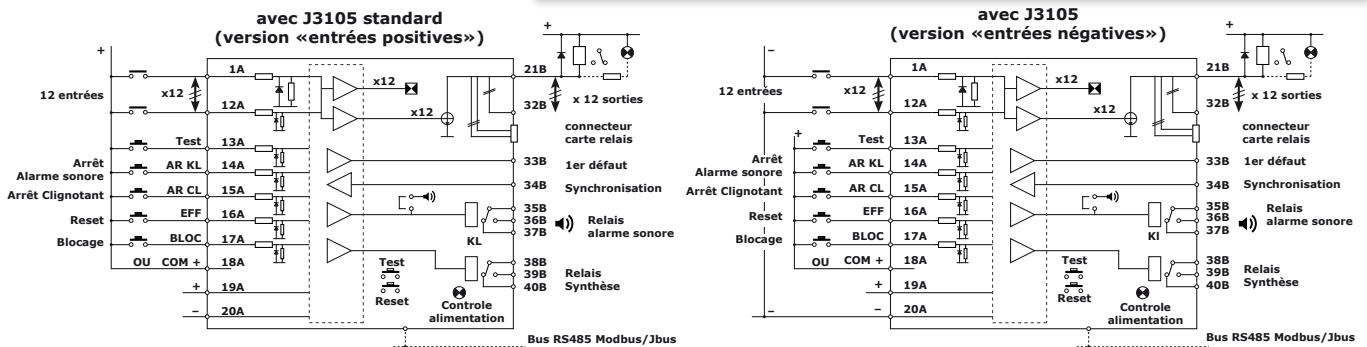 avec J3105 standard
(version «entrées positives»)
+
+
1A
21B
x12
12 entrées
x12
x 12 sorties
12A
x12
32B
Test
13A
connecteur
carte relais
Arrêt
Alarme sonore
AR KL
14A
33B
1er défaut
Arrêt Clignotant
AR CL
15A
34B
Synchronisation
Reset
EFF
16A
35B
36B
37B
Relais
alarme sonore
KL
Blocage
BLOC
17A
OU
COM +
18A
Test
Reset
38B
39B
40B
Relais
Synthèse
+
19A
Controle
alimentation
–
20A
Bus RS485 Modbus/Jbus
avec J3105
(version «entrées négatives»)
–
+
1A
21B
x12
12 entrées
x12
x 12 sorties
12A
x12
32B
+
Test
13A
connecteur
carte relais
Arrêt
Alarme sonore
AR KL
14A
33B
1er défaut
Arrêt Clignotant
AR CL
15A
34B
Synchronisation
Reset
EFF
16A
35B
36B
37B
Relais
alarme sonore
Kl
Blocage
BLOC
17A
OU
COM +
18A
Test
Reset
38B
39B
40B
Relais
Synthèse
+
19A
Controle
alimentation
–
20A
Bus RS485 Modbus/Jbus